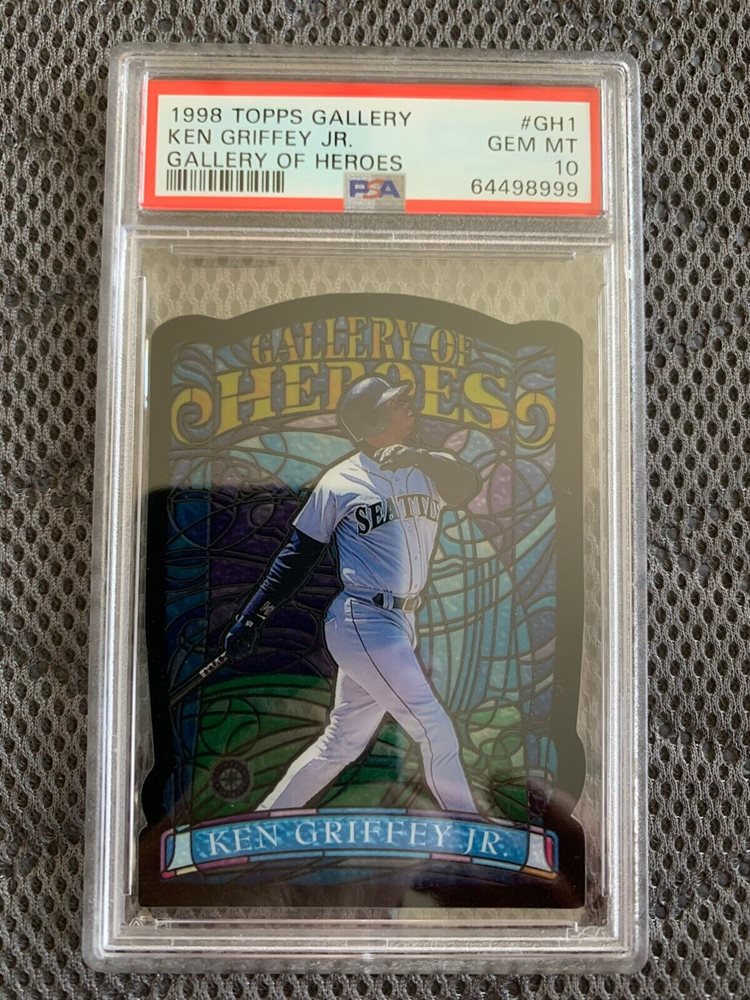 1998 TOPPS GALLERY #GH1
KEN GRIFFEY JR. GEM MT
GALLERY OF HEROES 10
PSA 64498999
GALLERY OF
HEROES
SEATTLE
KEN GRIFFEY JR.